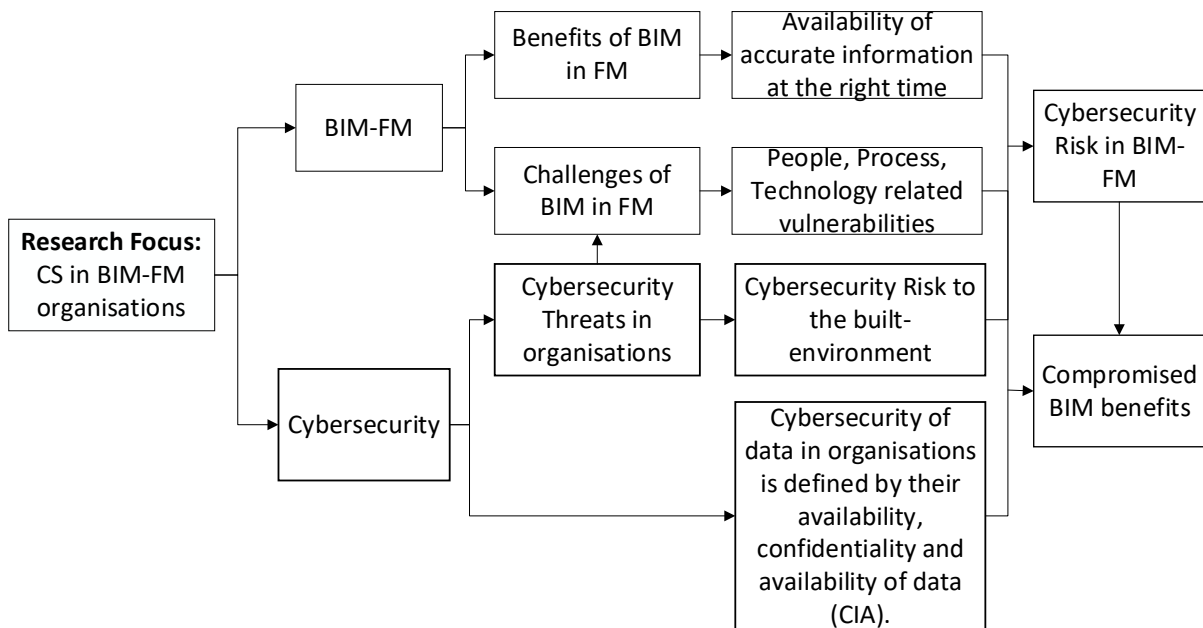 Research Focus:
CS in BIM-FM
organisations
BIM-FM
Cybersecurity
Benefits of BIM
in FM
Challenges of
BIM in FM
Cybersecurity
Threats in
organisations
Availability of
accurate information
at the right time
People, Process,
Technology related
vulnerabilities
Cybersecurity Risk to
the built-
environment
Cybersecurity of
data in organisations
is defined by their
availability,
confidentiality and
availability of data
(CIA).
Cybersecurity
Risk in BIM-
FM
Compromised
BIM benefits